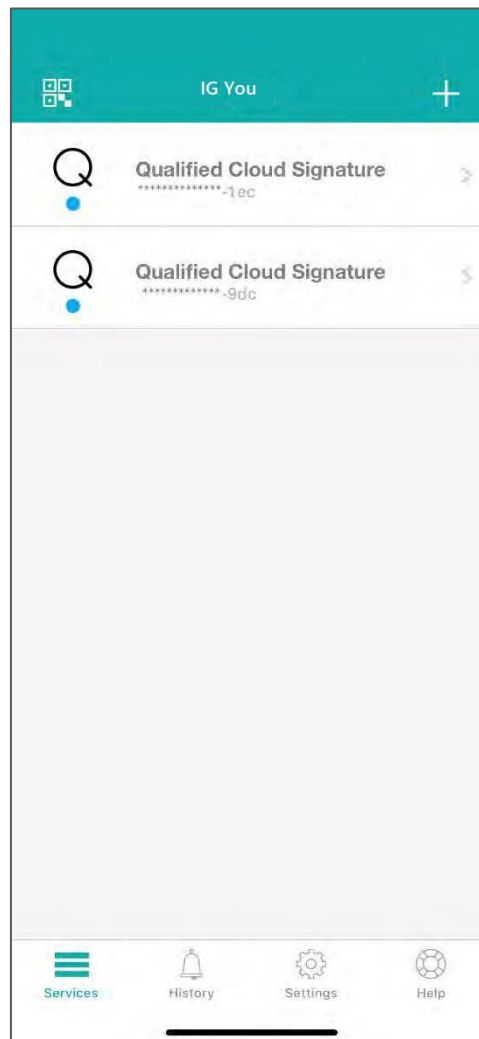 IG You
Qualified Cloud Signature
**************-1ec
Qualified Cloud Signature
*************-9dc
Services
History
Settings
Help